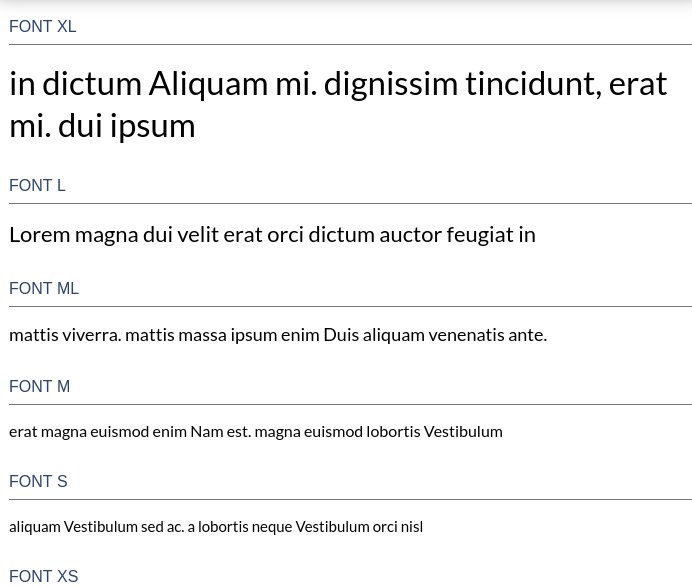 FONT XL
in dictum Aliquam mi. dignissim tincidunt, erat
mi. dui ipsum
FONT L
Lorem magna dui velit erat orci dictum auctor feugiat in
FONT ML
mattis viverra. mattis massa ipsum enim Duis aliquam venenatis ante.
FONT M
erat magna euismod enim Nam est. magna euismod lobortis Vestibulum
FONT S
aliquam Vestibulum sed ac. a lobortis neque Vestibulum orci nisl
FONT XS